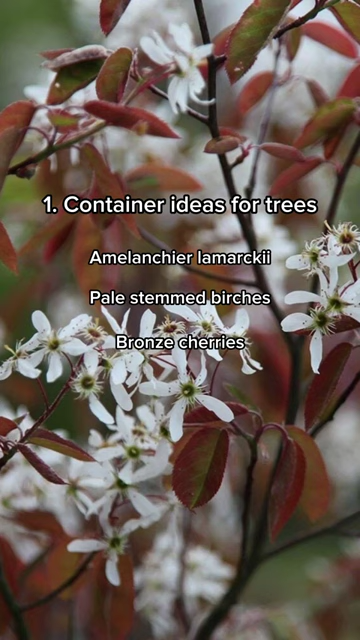 1. Container ideas for trees
Amelanchier lamarckii
Pale stemmed birches
Bronze cherries